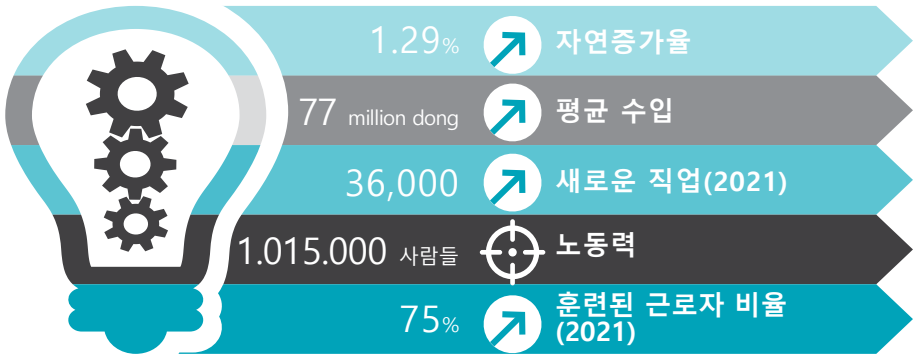 1.29% 자연증가율
77 million dong 평균 수입
36,000 새로운 직업(2021)
1.015.000 사람들 노동력
75% 훈련된 근로자 비율
(2021)